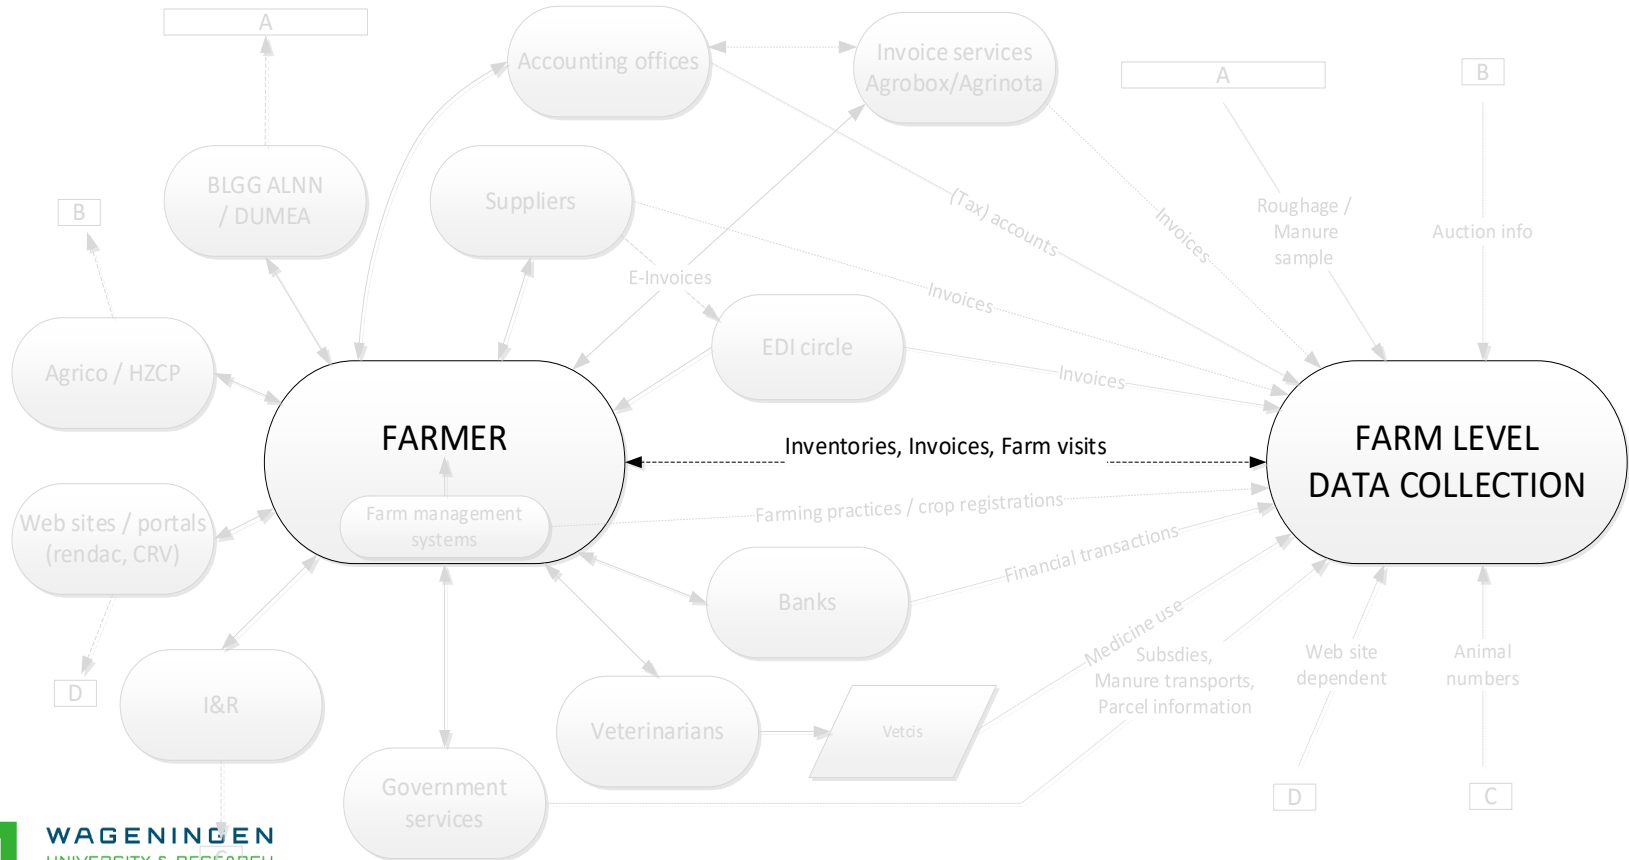 A
Accounting offices
Invoice services
Agrobox/Agrinota
A
B
BLGG ALNN
/ DUMEA
Suppliers
B
(Tax) accounts
Invoices
Roughage /
Manure
sample
Auction info
E-Invoices
Invoices
Agrico / HZCP
EDI circle
Invoices
FARMER
Inventories, Invoices, Farm visits
FARM LEVEL
DATA COLLECTION
Farm management
systems
Farming practices / crop registrations
Web sites / portals
(rendac, CRV)
Financial transactions
Banks
Medicine use
Subsdies,
Manure transports,
Parcel information
Web site
dependent
Animal
numbers
D
I&R
Veterinarians
Vetcis
Government
services
D
C
WAGENINGEN
UNIVERSITY & RESEARCH
C